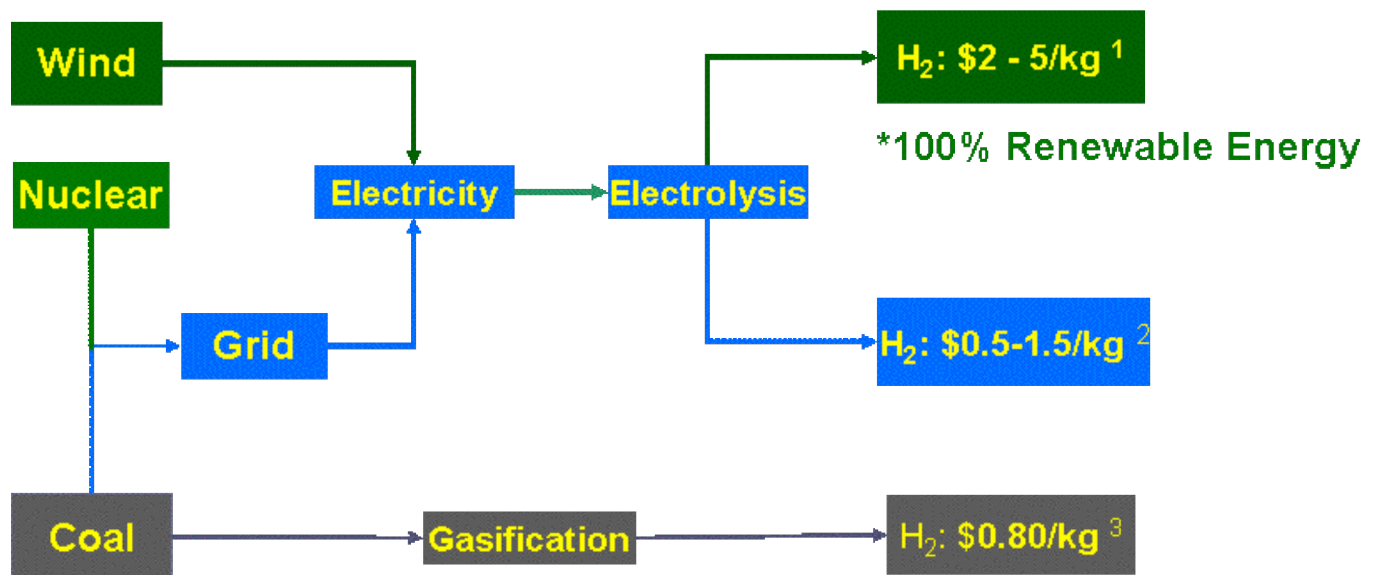 Wind
H₂: $2 - 5/kg ¹
*100% Renewable Energy
Nuclear
Electricity
Electrolysis
Grid
H₂: $0.5-1.5/kg ²
Coal
Gasification
H₂: $0.80/kg ³